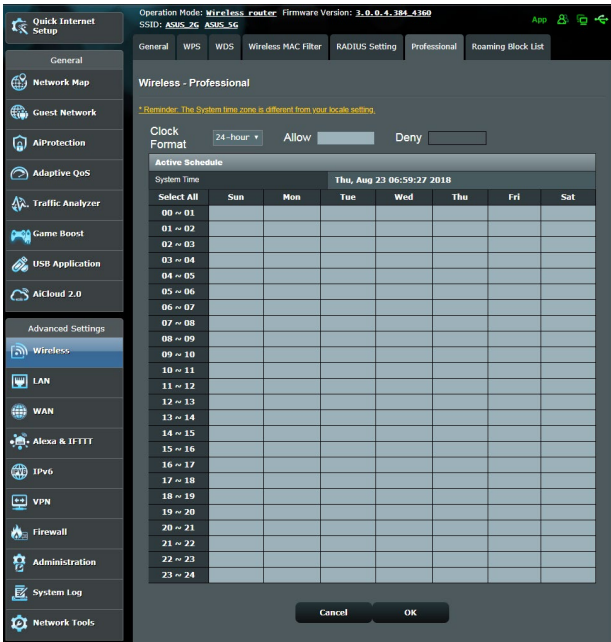 Quick Internet
Setup
General
Network Map
Guest Network
AiProtection
Adaptive QoS
Traffic Analyzer
Game Boost
USB Application
AiCloud 2.0
Advanced Settings
Wireless
LAN
WAN
Alexa & IFTTT
IPv6
VPN
Firewall
Administration
System Log
Network Tools
Operation Mode: Wireless router Firmware Version: 3.0.0.4.384_4360
SSID: ASUS_2G ASUS_5G
App
General WPS WDS Wireless MAC Filter RADIUS Setting Professional Roaming Block List
Wireless - Professional
* Reminder: The System time zone is different from your locale setting.
Clock
Format 24-hour Allow Deny
Active Schedule
System Time Thu, Aug 23 06:59:27 2018
Select All Sun Mon Tue Wed Thu Fri Sat
00 ~ 01
01 ~ 02
02 ~ 03
03 ~ 04
04 ~ 05
05 ~ 06
06 ~ 07
07 ~ 08
08 ~ 09
09 ~ 10
10 ~ 11
11 ~ 12
12 ~ 13
13 ~ 14
14 ~ 15
15 ~ 16
16 ~ 17
17 ~ 18
18 ~ 19
19 ~ 20
20 ~ 21
21 ~ 22
22 ~ 23
23 ~ 24
Cancel OK